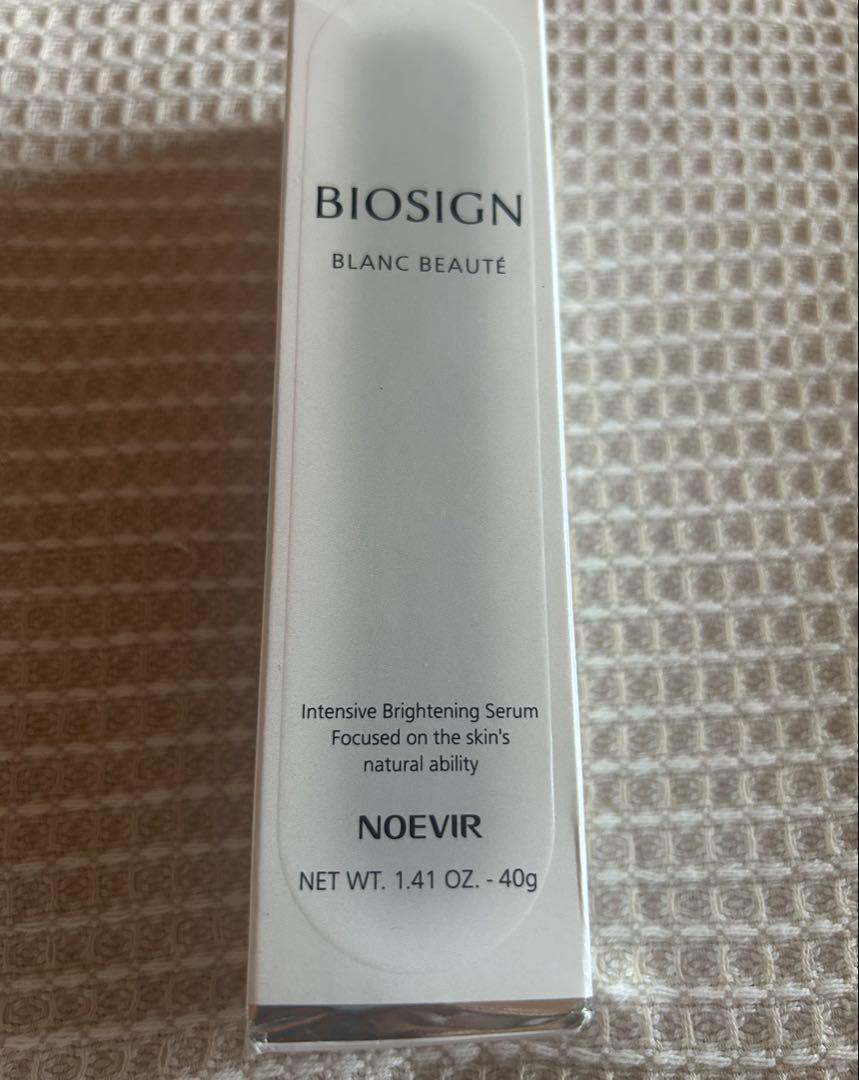 BIOSIGN
BLANC BEAUTÉ
Intensive Brightening Serum
Focused on the skin's
natural ability
NOEVIR
NET WT. 1.41 OZ. - 40g